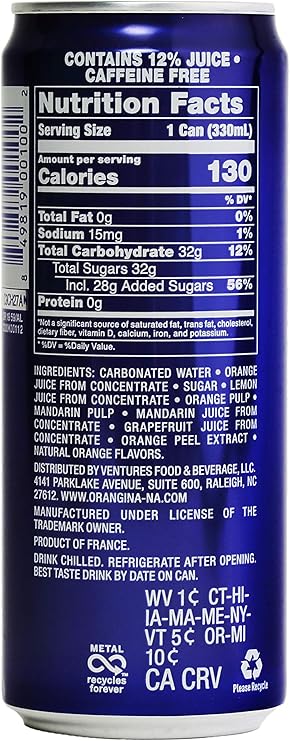 CONTAINS 12% JUICE •
CAFFEINE FREE
Nutrition Facts
Serving Size 1 Can (330mL)
Amount per serving
Calories 130
% DV*
Total Fat 0g 0%
Sodium 15mg 1%
Total Carbohydrate 32g 12%
Total Sugars 32g
Incl. 28g Added Sugars 56%
Protein 0g
*Not a significant source of saturated fat, trans fat, cholesterol,
dietary fiber, vitamin D, calcium, iron, and potassium.
*%DV = %Daily Value.
INGREDIENTS: CARBONATED WATER • ORANGE
JUICE FROM CONCENTRATE • SUGAR • LEMON
JUICE FROM CONCENTRATE • ORANGE PULP •
MANDARIN PULP • MANDARIN JUICE FROM
CONCENTRATE • GRAPEFRUIT JUICE FROM
CONCENTRATE • ORANGE PEEL EXTRACT •
NATURAL ORANGE FLAVORS.
DISTRIBUTED BY VENTURES FOOD & BEVERAGE, LLC.
4141 PARKLAKE AVENUE, SUITE 600, RALEIGH, NC
27612. WWW.ORANGINA-NA.COM
MANUFACTURED UNDER LICENSE OF THE
TRADEMARK OWNER.
PRODUCT OF FRANCE.
DRINK CHILLED. REFRIGERATE AFTER OPENING.
BEST TASTE DRINK BY DATE ON CAN.
WV 1¢ CT-HI-
IA-MA-ME-NY-
VT 5¢ OR-MI
10¢
CA CRV
METAL
recycles
forever™
Please Recycle
8 49819 00100 2